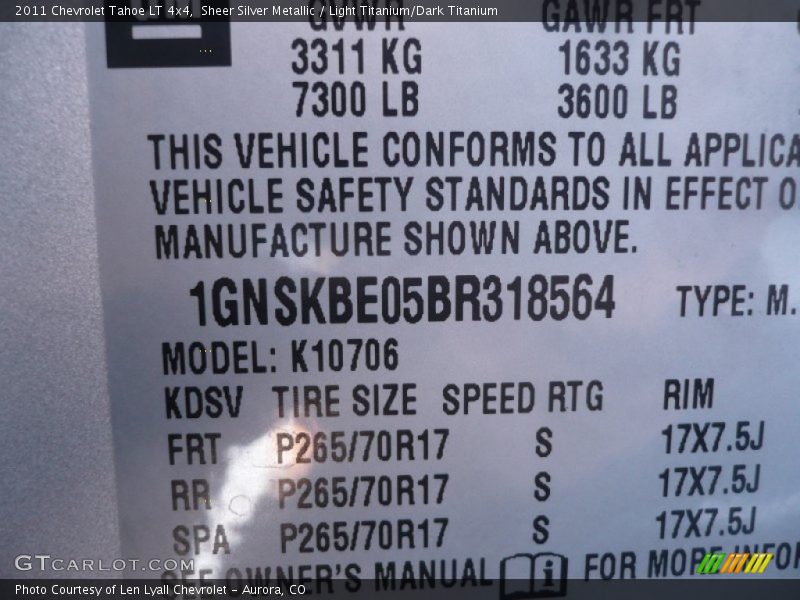 2011 Chevrolet Tahoe LT 4x4, Sheer Silver Metallic / Light Titanium/Dark Titanium
GVWR GAWR FRT
3311 KG 1633 KG
7300 LB 3600 LB
THIS VEHICLE CONFORMS TO ALL APPLICA
VEHICLE SAFETY STANDARDS IN EFFECT O
MANUFACTURE SHOWN ABOVE.
1GNSKBE05BR318564 TYPE: M.
MODEL: K10706
KDSV TIRE SIZE SPEED RTG RIM
FRT P265/70R17 S 17X7.5J
RR P265/70R17 S 17X7.5J
SPA P265/70R17 S 17X7.5J
SEE OWNER'S MANUAL i FOR MORE INFOR
GTCARLOT.COM
Photo Courtesy of Len Lyall Chevrolet - Aurora, CO